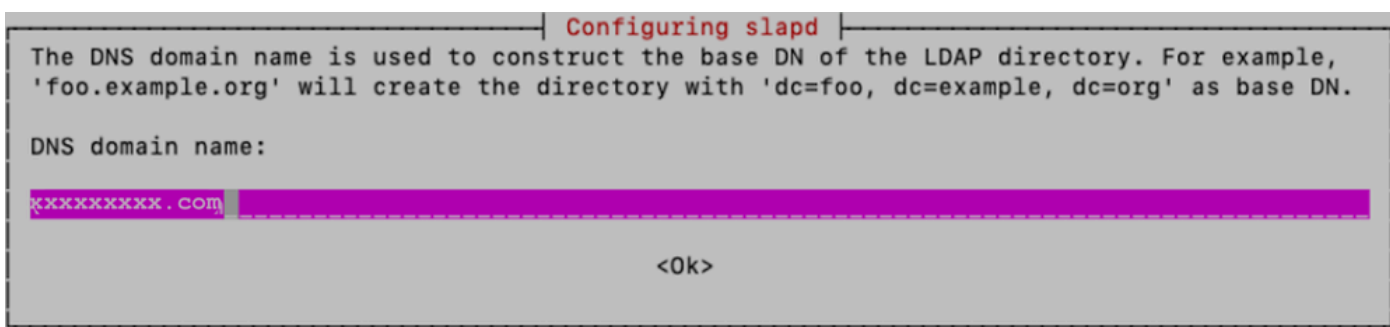 Configuring slapd
The DNS domain name is used to construct the base DN of the LDAP directory. For example,
'foo.example.org' will create the directory with 'dc=foo, dc=example, dc=org' as base DN.
DNS domain name:
xxxxxxxxxx.com
<Ok>